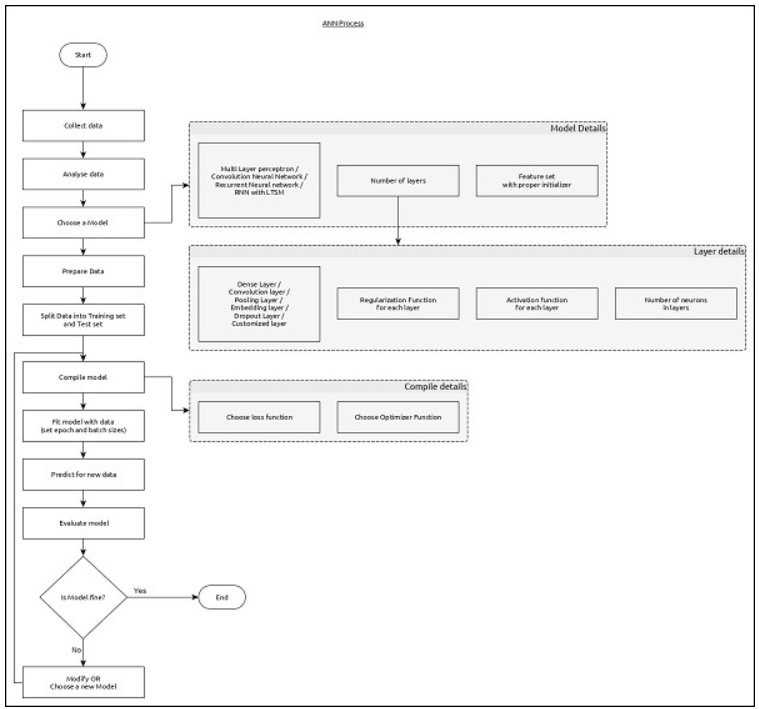 ANN Process
Start
Collect data
Analyse data
Choose a Model
Prepare Data
Split Data into Training set
and Test set
Compile model
Fit model with data
(set epoch and batch sizes)
Predict for new data
Evaluate model
Is Model fine?
Yes
End
No
Modify OR
Choose a new Model
Model Details
Multi Layer perceptron /
Convolution Neural Network /
Recurrent Neural network /
RNN with LTSM
Number of layers
Feature set
with proper initializer
Layer details
Dense Layer /
Convolution layer /
Pooling Layer /
Embedding layer /
Dropout Layer /
Customized layer
Regularization Function
for each layer
Activation function
for each layer
Number of neurons
in layers
Compile details
Choose loss function
Choose Optimizer Function